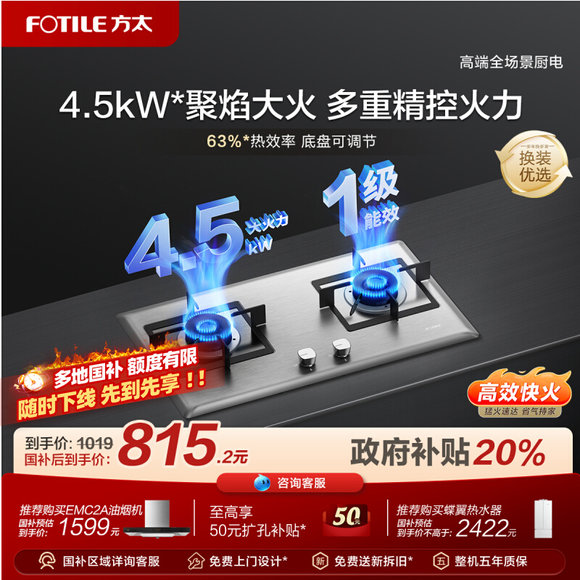 FOTILE 方太
高端全场景厨电
4.5kW*聚焰大火 多重精控火力
63%*热效率 底盘可调节
换装
优选
4.5
大火力
kW
1级
能效
多地国补 额度有限
随时下线 先到先享！！
高效快火
猛火速达 省气持家
到手价: 1019
国补后到手价: 815.2元
政府补贴20%
咨询客服
推荐购买EMC2A油烟机
国补预估
到手价: 1599元
至高享
50元扩孔补贴*
50元
推荐购买蝶翼热水器
国补预估
到手价不高于: 2422元
国补区域详询客服
免费上门设计*
免费送新拆旧*
整机五年质保